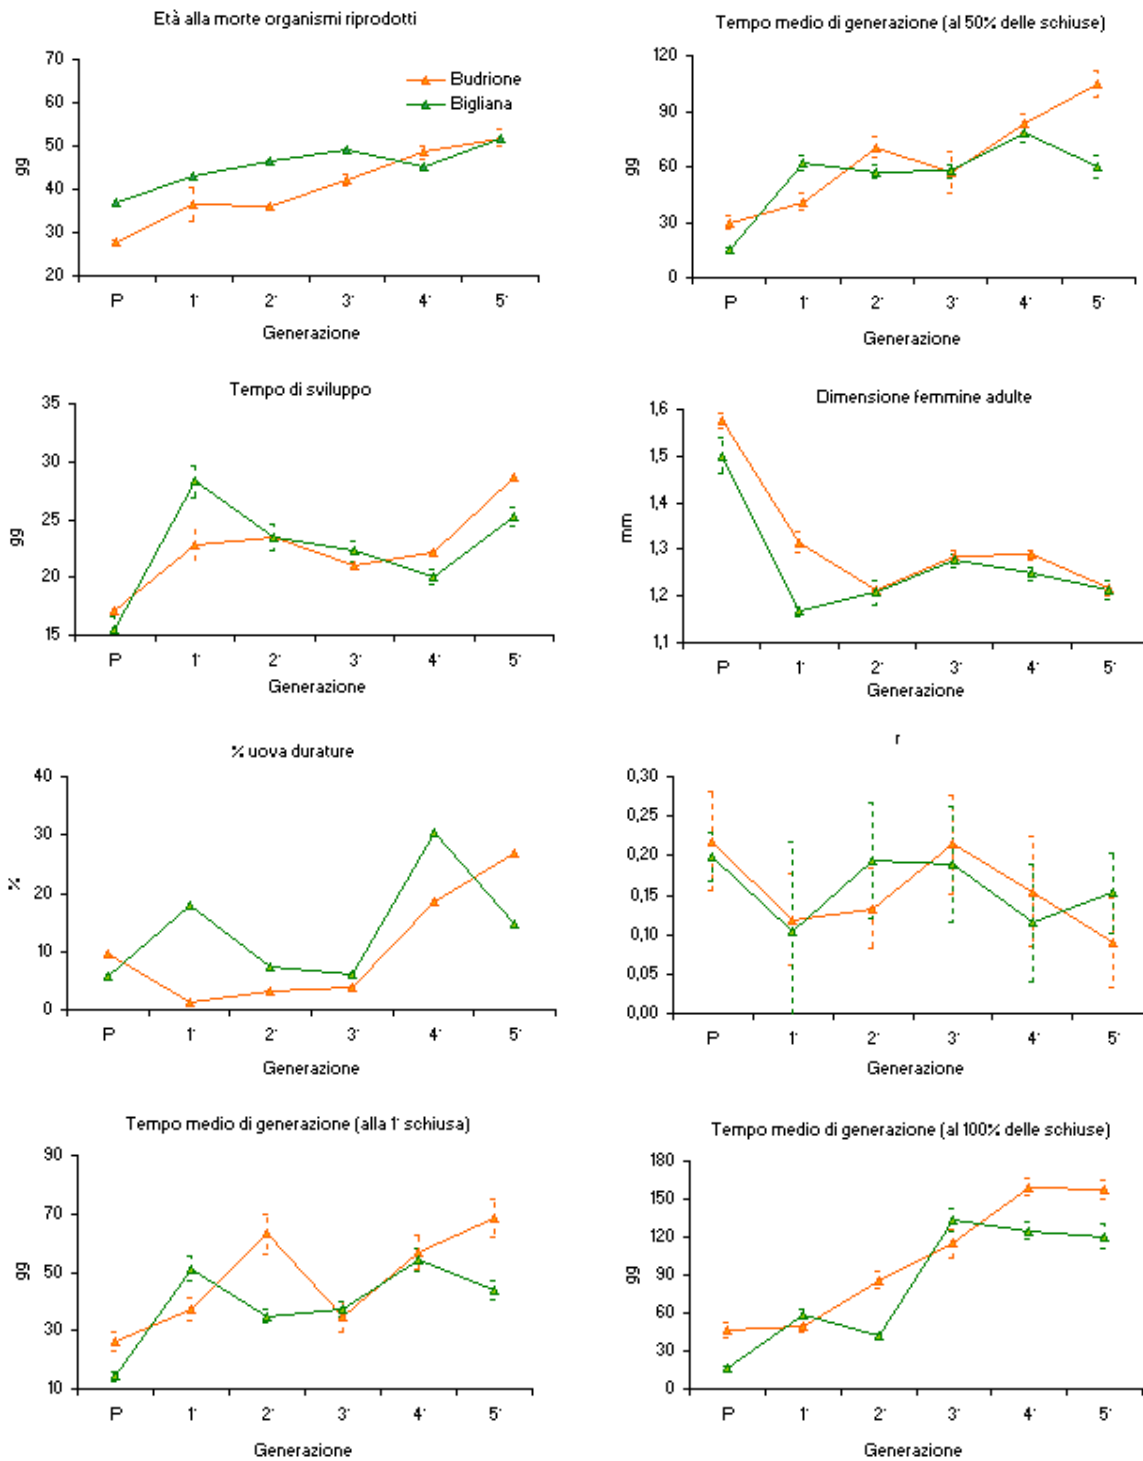 Età alla morte organismi riprodotti
70
60
50
40
30
20
gg
Budrione
Bigliana
P 1· 2· 3· 4· 5·
Generazione
Tempo medio di generazione (al 50% delle schiuse)
120
90
60
30
0
gg
P 1· 2· 3· 4· 5·
Generazione
Tempo di sviluppo
35
30
25
20
15
gg
P 1· 2· 3· 4· 5·
Generazione
Dimensione femmine adulte
1,6
1,5
1,4
1,3
1,2
1,1
mm
P 1· 2· 3· 4· 5·
Generazione
% uova durature
40
30
20
10
0
%
P 1· 2· 3· 4· 5·
Generazione
r
0,30
0,25
0,20
0,15
0,10
0,05
0,00
P 1· 2· 3· 4· 5·
Generazione
Tempo medio di generazione (alla 1· schiusa)
90
70
50
30
10
gg
P 1· 2· 3· 4· 5·
Generazione
Tempo medio di generazione (al 100% delle schiuse)
180
150
120
90
60
30
0
gg
P 1· 2· 3· 4· 5·
Generazione